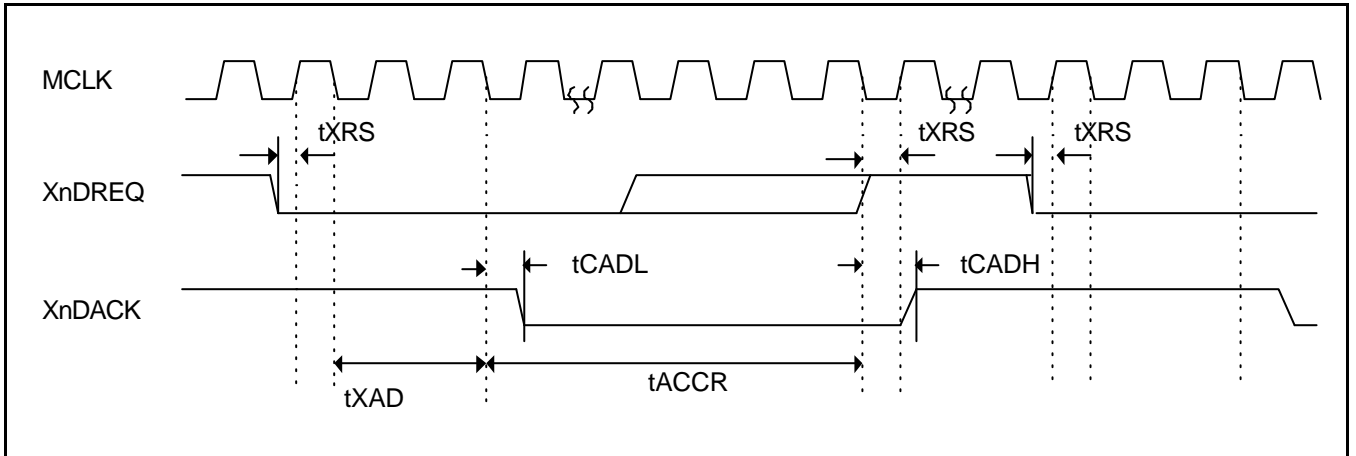 MCLK
tXRS tXRS tXRS
XnDREQ
tCADL tCADH
XnDACK
tACCR
tXAD